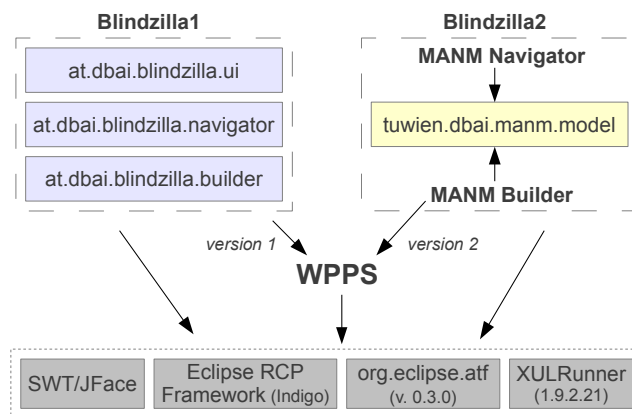 Blindzilla1
Blindzilla2
at.dbai.blindzilla.ui
at.dbai.blindzilla.navigator
at.dbai.blindzilla.builder
MANM Navigator
tuwien.dbai.manm.model
MANM Builder
version 1
version 2
WPPS
SWT/JFace
Eclipse RCP
Framework (Indigo)
org.eclipse.atf
(v. 0.3.0)
XULRunner
(1.9.2.21)